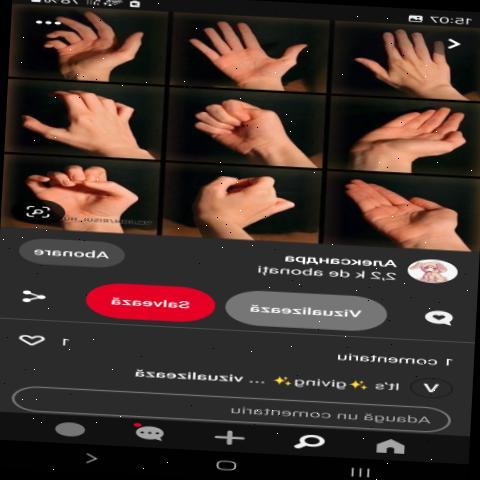 15:07
78%
Александра
2,2 k de abonați
Abonare
Vizualizează
Salvează
1 comentariu
1
V
It's ✨giving✨ ... vizualizează
Adaugă un comentariu